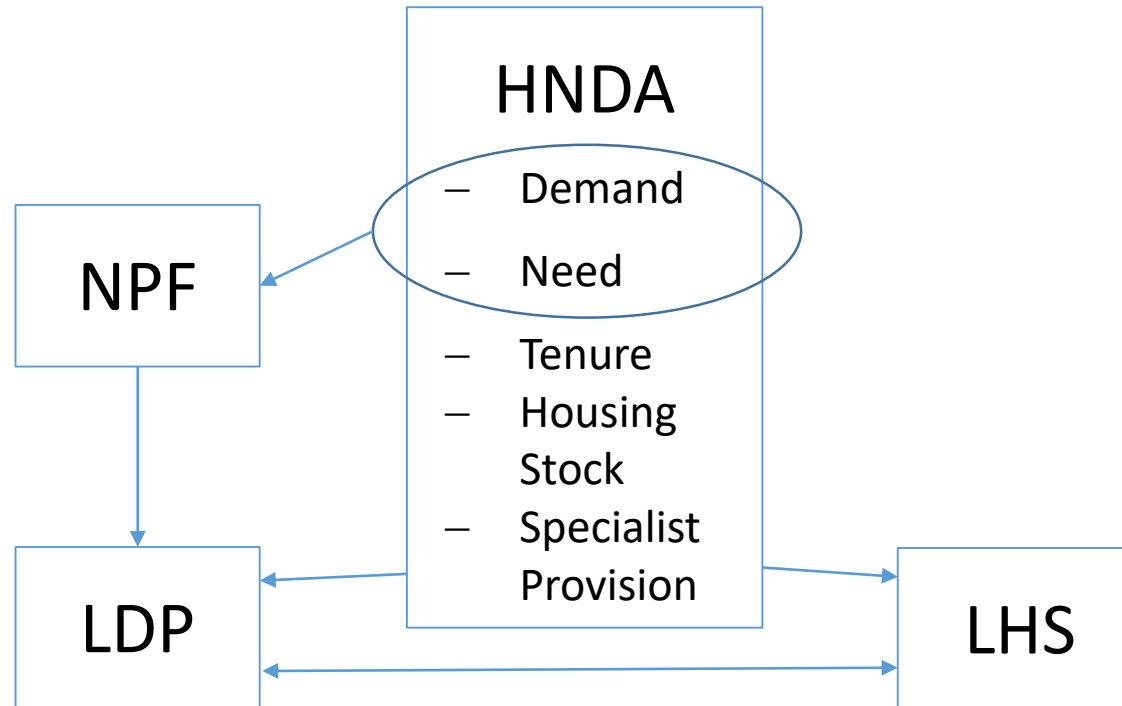 HNDA
– Demand
– Need
NPF
– Tenure
– Housing
Stock
– Specialist
Provision
LDP
LHS